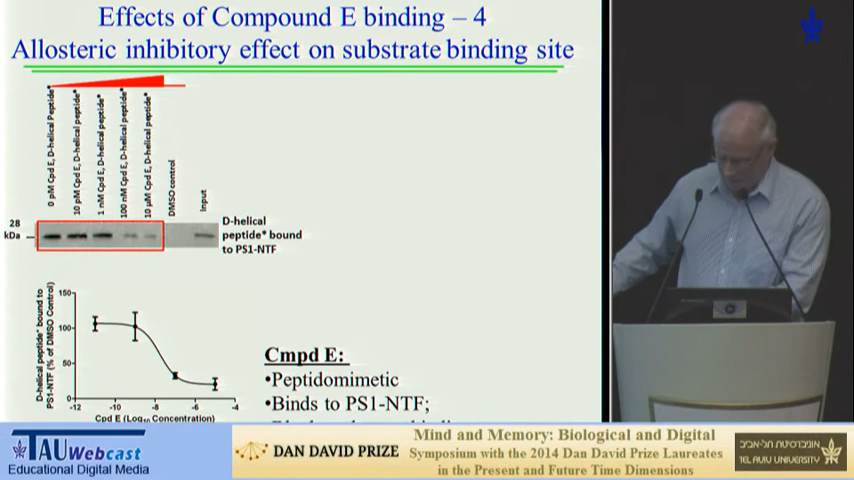 Effects of Compound E binding – 4
Allosteric inhibitory effect on substrate binding site
0 pM Cpd E, D-helical Peptide*
10 pM Cpd E, D-helical peptide*
1 nM Cpd E, D-helical peptide*
100 nM Cpd E, D-helical peptide*
10 µM Cpd E, D-helical peptide*
DMSO control
Input
28
kDa
D-helical
peptide* bound
to PS1-NTF
D-helical peptide* bound to
PS1-NTF (% of DMSO Control)
150
100
50
0
-12 -10 -8 -6 -4
Cpd E (Log₁₀ Concentration)
Cmpd E:
•Peptidomimetic
•Binds to PS1-NTF;
TAU Webcast
Educational Digital Media
DAN DAVID PRIZE
Mind and Memory: Biological and Digital
Symposium with the 2014 Dan David Prize Laureates
in the Present and Future Time Dimensions
אוניברסיטת תל-אביב
TEL AVIV UNIVERSITY